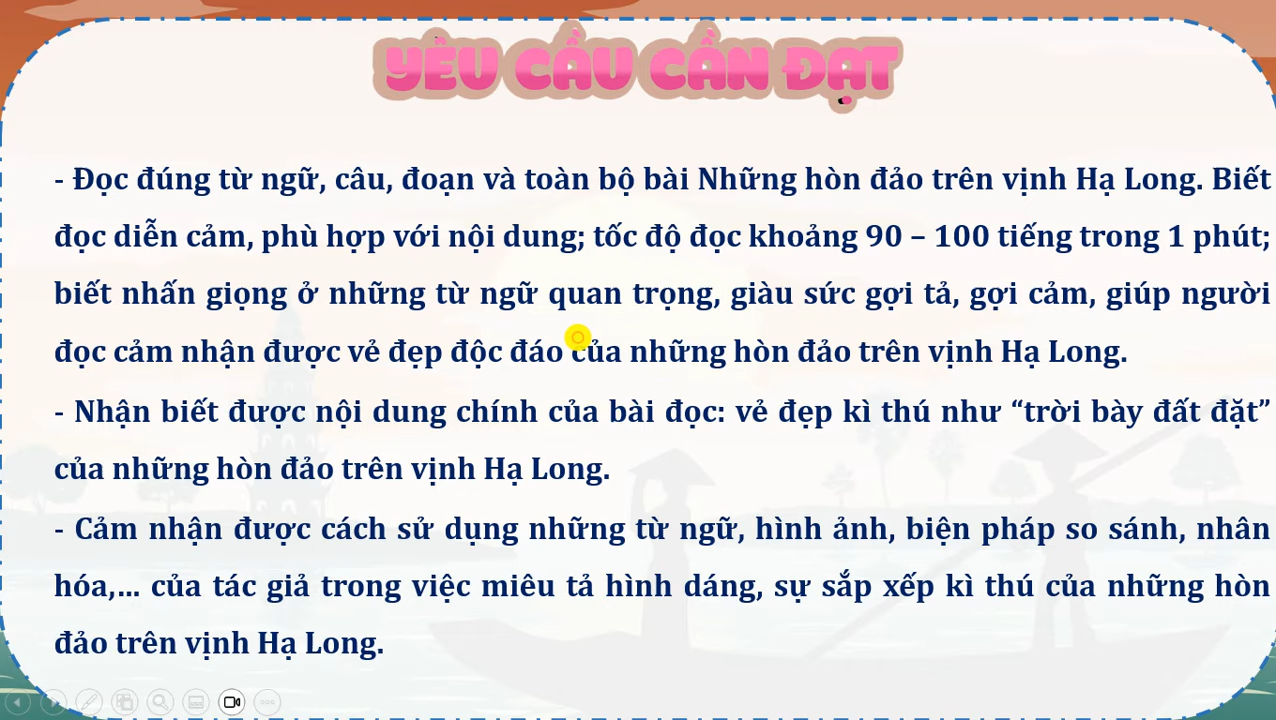 YÊU CẦU CẦN ĐẠT
- Đọc đúng từ ngữ, câu, đoạn và toàn bộ bài Những hòn đảo trên vịnh Hạ Long. Biết
đọc diễn cảm, phù hợp với nội dung; tốc độ đọc khoảng 90 – 100 tiếng trong 1 phút;
biết nhấn giọng ở những từ ngữ quan trọng, giàu sức gợi tả, gợi cảm, giúp người
đọc cảm nhận được vẻ đẹp độc đáo của những hòn đảo trên vịnh Hạ Long.
- Nhận biết được nội dung chính của bài đọc: vẻ đẹp kì thú như “trời bày đất đặt”
của những hòn đảo trên vịnh Hạ Long.
- Cảm nhận được cách sử dụng những từ ngữ, hình ảnh, biện pháp so sánh, nhân
hóa,... của tác giả trong việc miêu tả hình dáng, sự sắp xếp kì thú của những hòn
đảo trên vịnh Hạ Long.